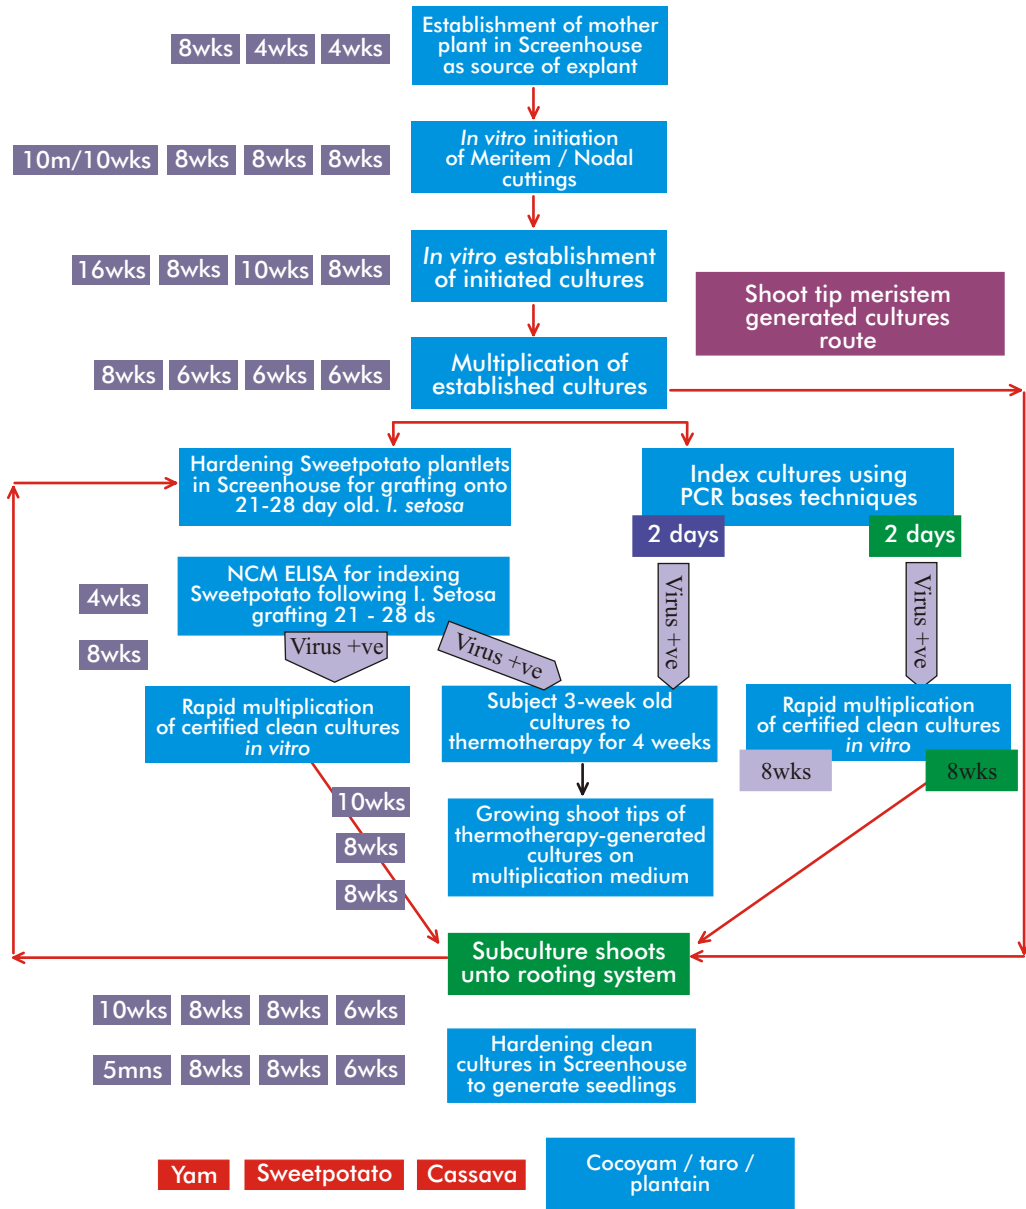 Establishment of mother
plant in Screenhouse
as source of explant
8wks 4wks 4wks
In vitro initiation
of Meritem / Nodal
cuttings
10m/10wks 8wks 8wks 8wks
In vitro establishment
of initiated cultures
16wks 8wks 10wks 8wks
Shoot tip meristem
generated cultures
route
Multiplication of
established cultures
8wks 6wks 6wks 6wks
Hardening Sweetpotato plantlets
in Screenhouse for grafting onto
21-28 day old. I. setosa
Index cultures using
PCR bases techniques
2 days
2 days
NCM ELISA for indexing
Sweetpotato following I. Setosa
grafting 21 - 28 ds
4wks
8wks
Virus +ve
Virus +ve
Virus +ve
Virus +ve
Rapid multiplication
of certified clean cultures
in vitro
Subject 3-week old
cultures to
thermotherapy for 4 weeks
Rapid multiplication
of certified clean cultures
in vitro
8wks
8wks
10wks
8wks
8wks
Growing shoot tips of
thermotherapy-generated
cultures on
multiplication medium
Subculture shoots
unto rooting system
10wks 8wks 8wks 6wks
Hardening clean
cultures in Screenhouse
to generate seedlings
5mns 8wks 8wks 6wks
Yam Sweetpotato Cassava
Cocoyam / taro /
plantain